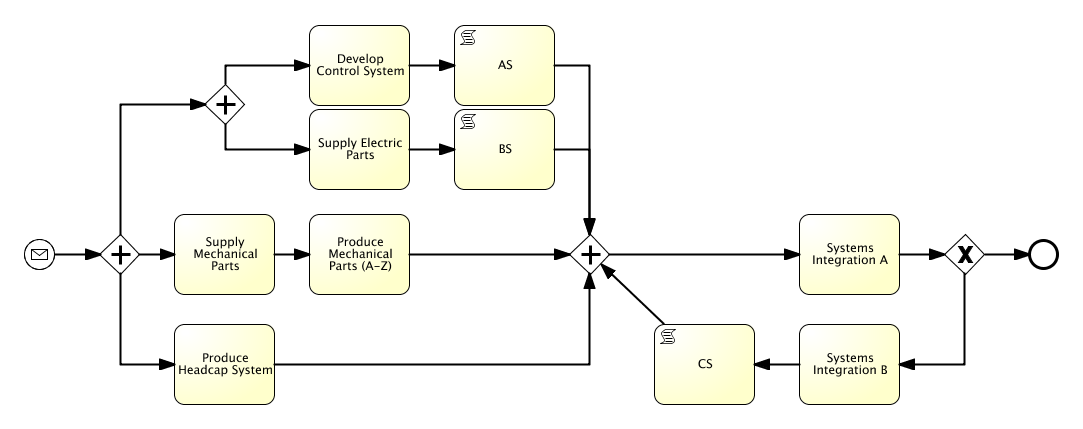 Develop
Control System
AS
Supply Electric
Parts
BS
Supply
Mechanical
Parts
Produce
Mechanical
Parts (A-Z)
Systems
Integration A
X
Produce
Headcap System
CS
Systems
Integration B